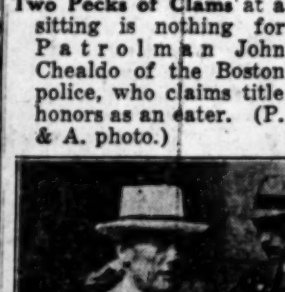 Two Pecks of Clams at a
sitting is nothing for
Patrolman John
Chealdo of the Boston
police, who claims title
honors as an eater. (P.
& A. photo.)